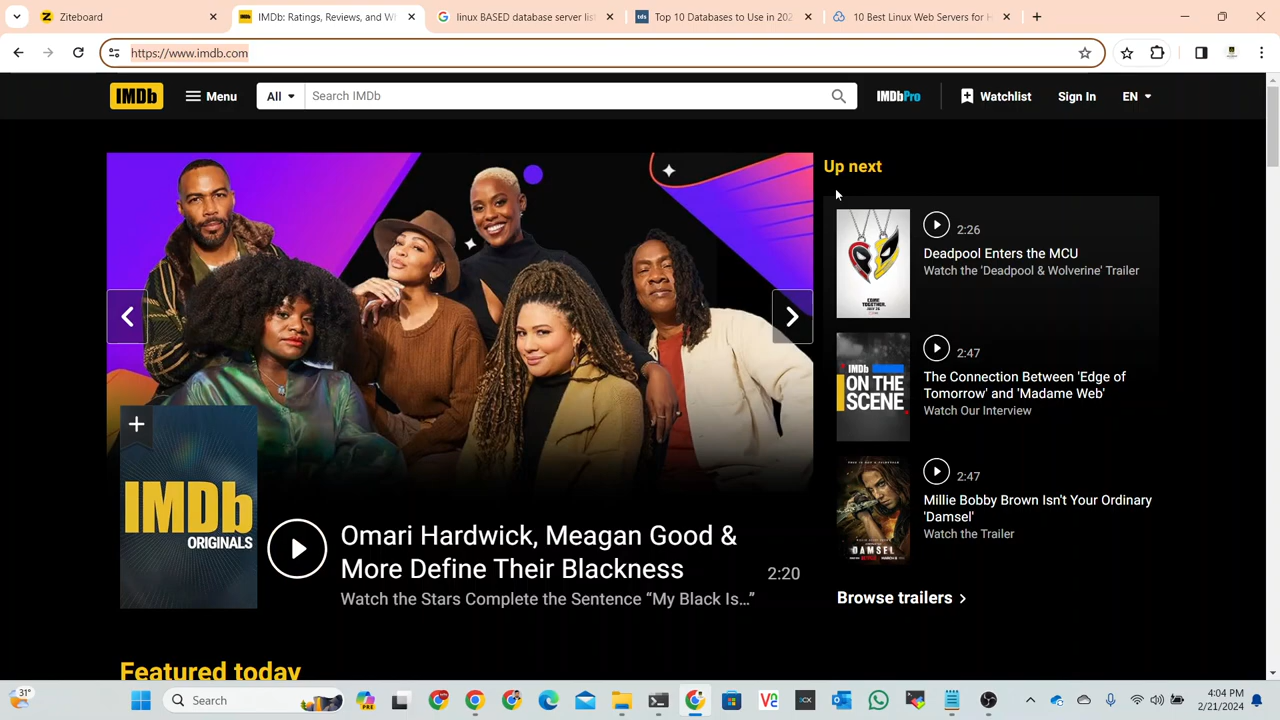 Ziteboard
IMDb: Ratings, Reviews, and Wh
linux BASED database server list
Top 10 Databases to Use in 202
10 Best Linux Web Servers for H
https://www.imdb.com
IMDb
Menu
All
Search IMDb
IMDbPro
Watchlist
Sign In
EN
Up next
2:26
Deadpool Enters the MCU
Watch the 'Deadpool & Wolverine' Trailer
COME
TOGETHER
2:47
The Connection Between 'Edge of
Tomorrow' and 'Madame Web'
Watch Our Interview
IMDb
ON THE
SCENE
2:47
Millie Bobby Brown Isn't Your Ordinary
'Damsel'
Watch the Trailer
DAMSEL
Browse trailers
IMDb
ORIGINALS
Omari Hardwick, Meagan Good &
More Define Their Blackness
2:20
Watch the Stars Complete the Sentence “My Black Is...”
Featured today
31°
Search
PRE
4:04 PM
2/21/2024